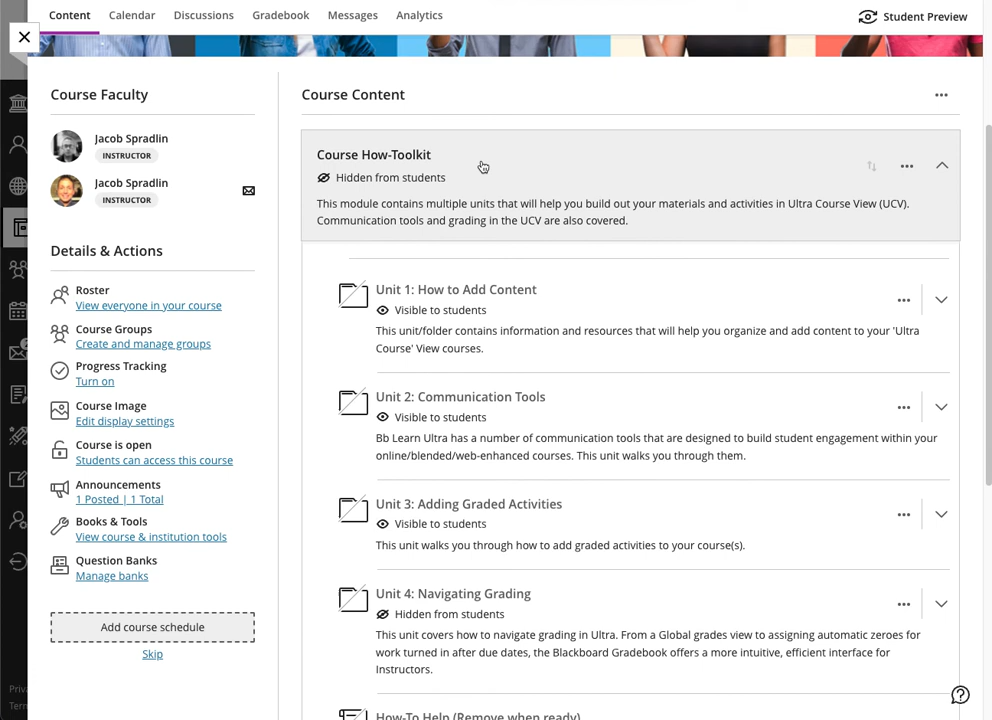 Content Calendar Discussions Gradebook Messages Analytics
Student Preview
Course Faculty
Jacob Spradlin
INSTRUCTOR
Jacob Spradlin
INSTRUCTOR
Details & Actions
Roster
View everyone in your course
Course Groups
Create and manage groups
Progress Tracking
Turn on
Course Image
Edit display settings
Course is open
Students can access this course
Announcements
1 Posted | 1 Total
Books & Tools
View course & institution tools
Question Banks
Manage banks
Add course schedule
Skip
Course Content
Course How-Toolkit
Hidden from students
This module contains multiple units that will help you build out your materials and activities in Ultra Course View (UCV).
Communication tools and grading in the UCV are also covered.
Unit 1: How to Add Content
Visible to students
This unit/folder contains information and resources that will help you organize and add content to your 'Ultra
Course' View courses.
Unit 2: Communication Tools
Visible to students
Bb Learn Ultra has a number of communication tools that are designed to build student engagement within your
online/blended/web-enhanced courses. This unit walks you through them.
Unit 3: Adding Graded Activities
Visible to students
This unit walks you through how to add graded activities to your course(s).
Unit 4: Navigating Grading
Hidden from students
This unit covers how to navigate grading in Ultra. From a Global grades view to assigning automatic zeroes for
work turned in after due dates, the Blackboard Gradebook offers a more intuitive, efficient interface for
Instructors.
How-To Help (Remove when ready)